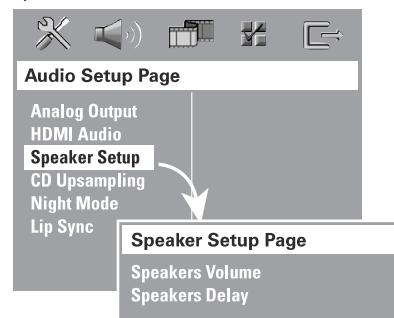 Audio Setup Page
Analog Output
HDMI Audio
Speaker Setup
CD Upsampling
Night Mode
Lip Sync
Speaker Setup Page
Speakers Volume
Speakers Delay